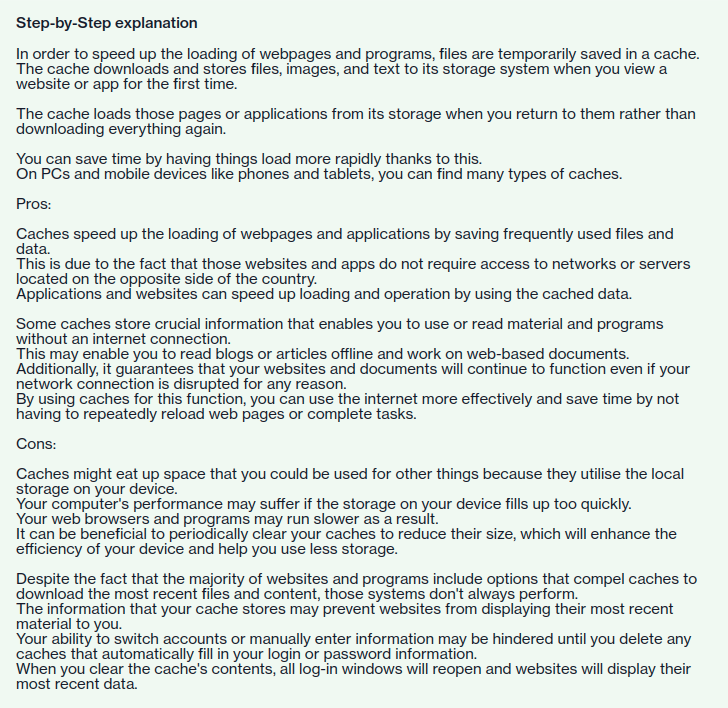 Step-by-Step explanation
In order to speed up the loading of webpages and programs, files are temporarily saved in a cache.
The cache downloads and stores files, images, and text to its storage system when you view a
website or app for the first time.
The cache loads those pages or applications from its storage when you return to them rather than
downloading everything again.
You can save time by having things load more rapidly thanks to this.
On PCs and mobile devices like phones and tablets, you can find many types of caches.
Pros:
Caches speed up the loading of webpages and applications by saving frequently used files and
data.
This is due to the fact that those websites and apps do not require access to networks or servers
located on the opposite side of the country.
Applications and websites can speed up loading and operation by using the cached data.
Some caches store crucial information that enables you to use or read material and programs
without an internet connection.
This may enable you to read blogs or articles offline and work on web-based documents.
Additionally, it guarantees that your websites and documents will continue to function even if your
network connection is disrupted for any reason.
By using caches for this function, you can use the internet more effectively and save time by not
having to repeatedly reload web pages or complete tasks.
Cons:
Caches might eat up space that you could be used for other things because they utilise the local
storage on your device.
Your computer's performance may suffer if the storage on your device fills up too quickly.
Your web browsers and programs may run slower as a result.
It can be beneficial to periodically clear your caches to reduce their size, which will enhance the
efficiency of your device and help you use less storage.
Despite the fact that the majority of websites and programs include options that compel caches to
download the most recent files and content, those systems don't always perform.
The information that your cache stores may prevent websites from displaying their most recent
material to you.
Your ability to switch accounts or manually enter information may be hindered until you delete any
caches that automatically fill in your login or password information.
When you clear the cache's contents, all log-in windows will reopen and websites will display their
most recent data.